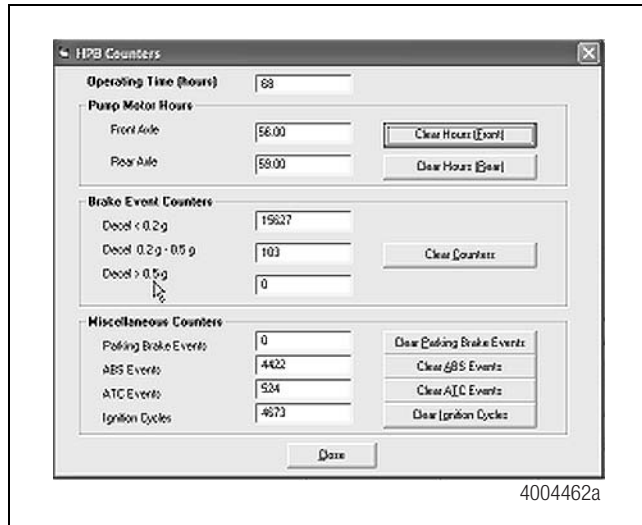 HPB Counters
Operating Time (hours) 68
Pump Motor Hours
Front Axle 56.00 Clear Hours (Front)
Rear Axle 59.00 Clear Hours (Rear)
Brake Event Counters
Decel < 0.2 g 15627
Decel 0.2 g - 0.5 g 103 Clear Counters
Decel > 0.5 g 0
Miscellaneous Counters
Parking Brake Events 0 Clear Parking Brake Events
ABS Events 4422 Clear ABS Events
ATC Events 524 Clear ATC Events
Ignition Cycles 4673 Clear Ignition Cycles
Close
4004462a